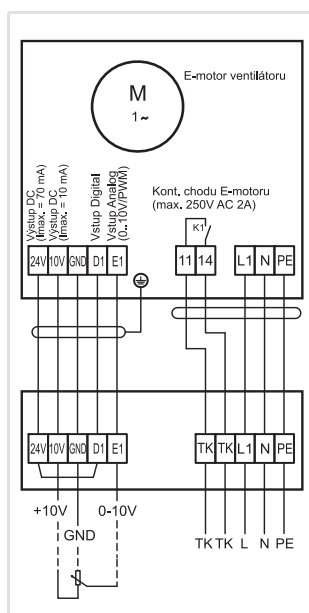 E-motor ventilátoru
M
1~
Výstup DC
(Imax. = 70 mA)
Výstup DC
(Imax. = 10 mA)
Vstup Digital
Vstup Analog
(0..10V/PWM)
Kont. chodu E-motoru
(max. 250V AC 2A)
K1
24V 10V GND D1 E1
11 14
L1 N PE
24V 10V GND D1 E1
TK TK L1 N PE
+10V
0-10V
GND
TK TK L N PE